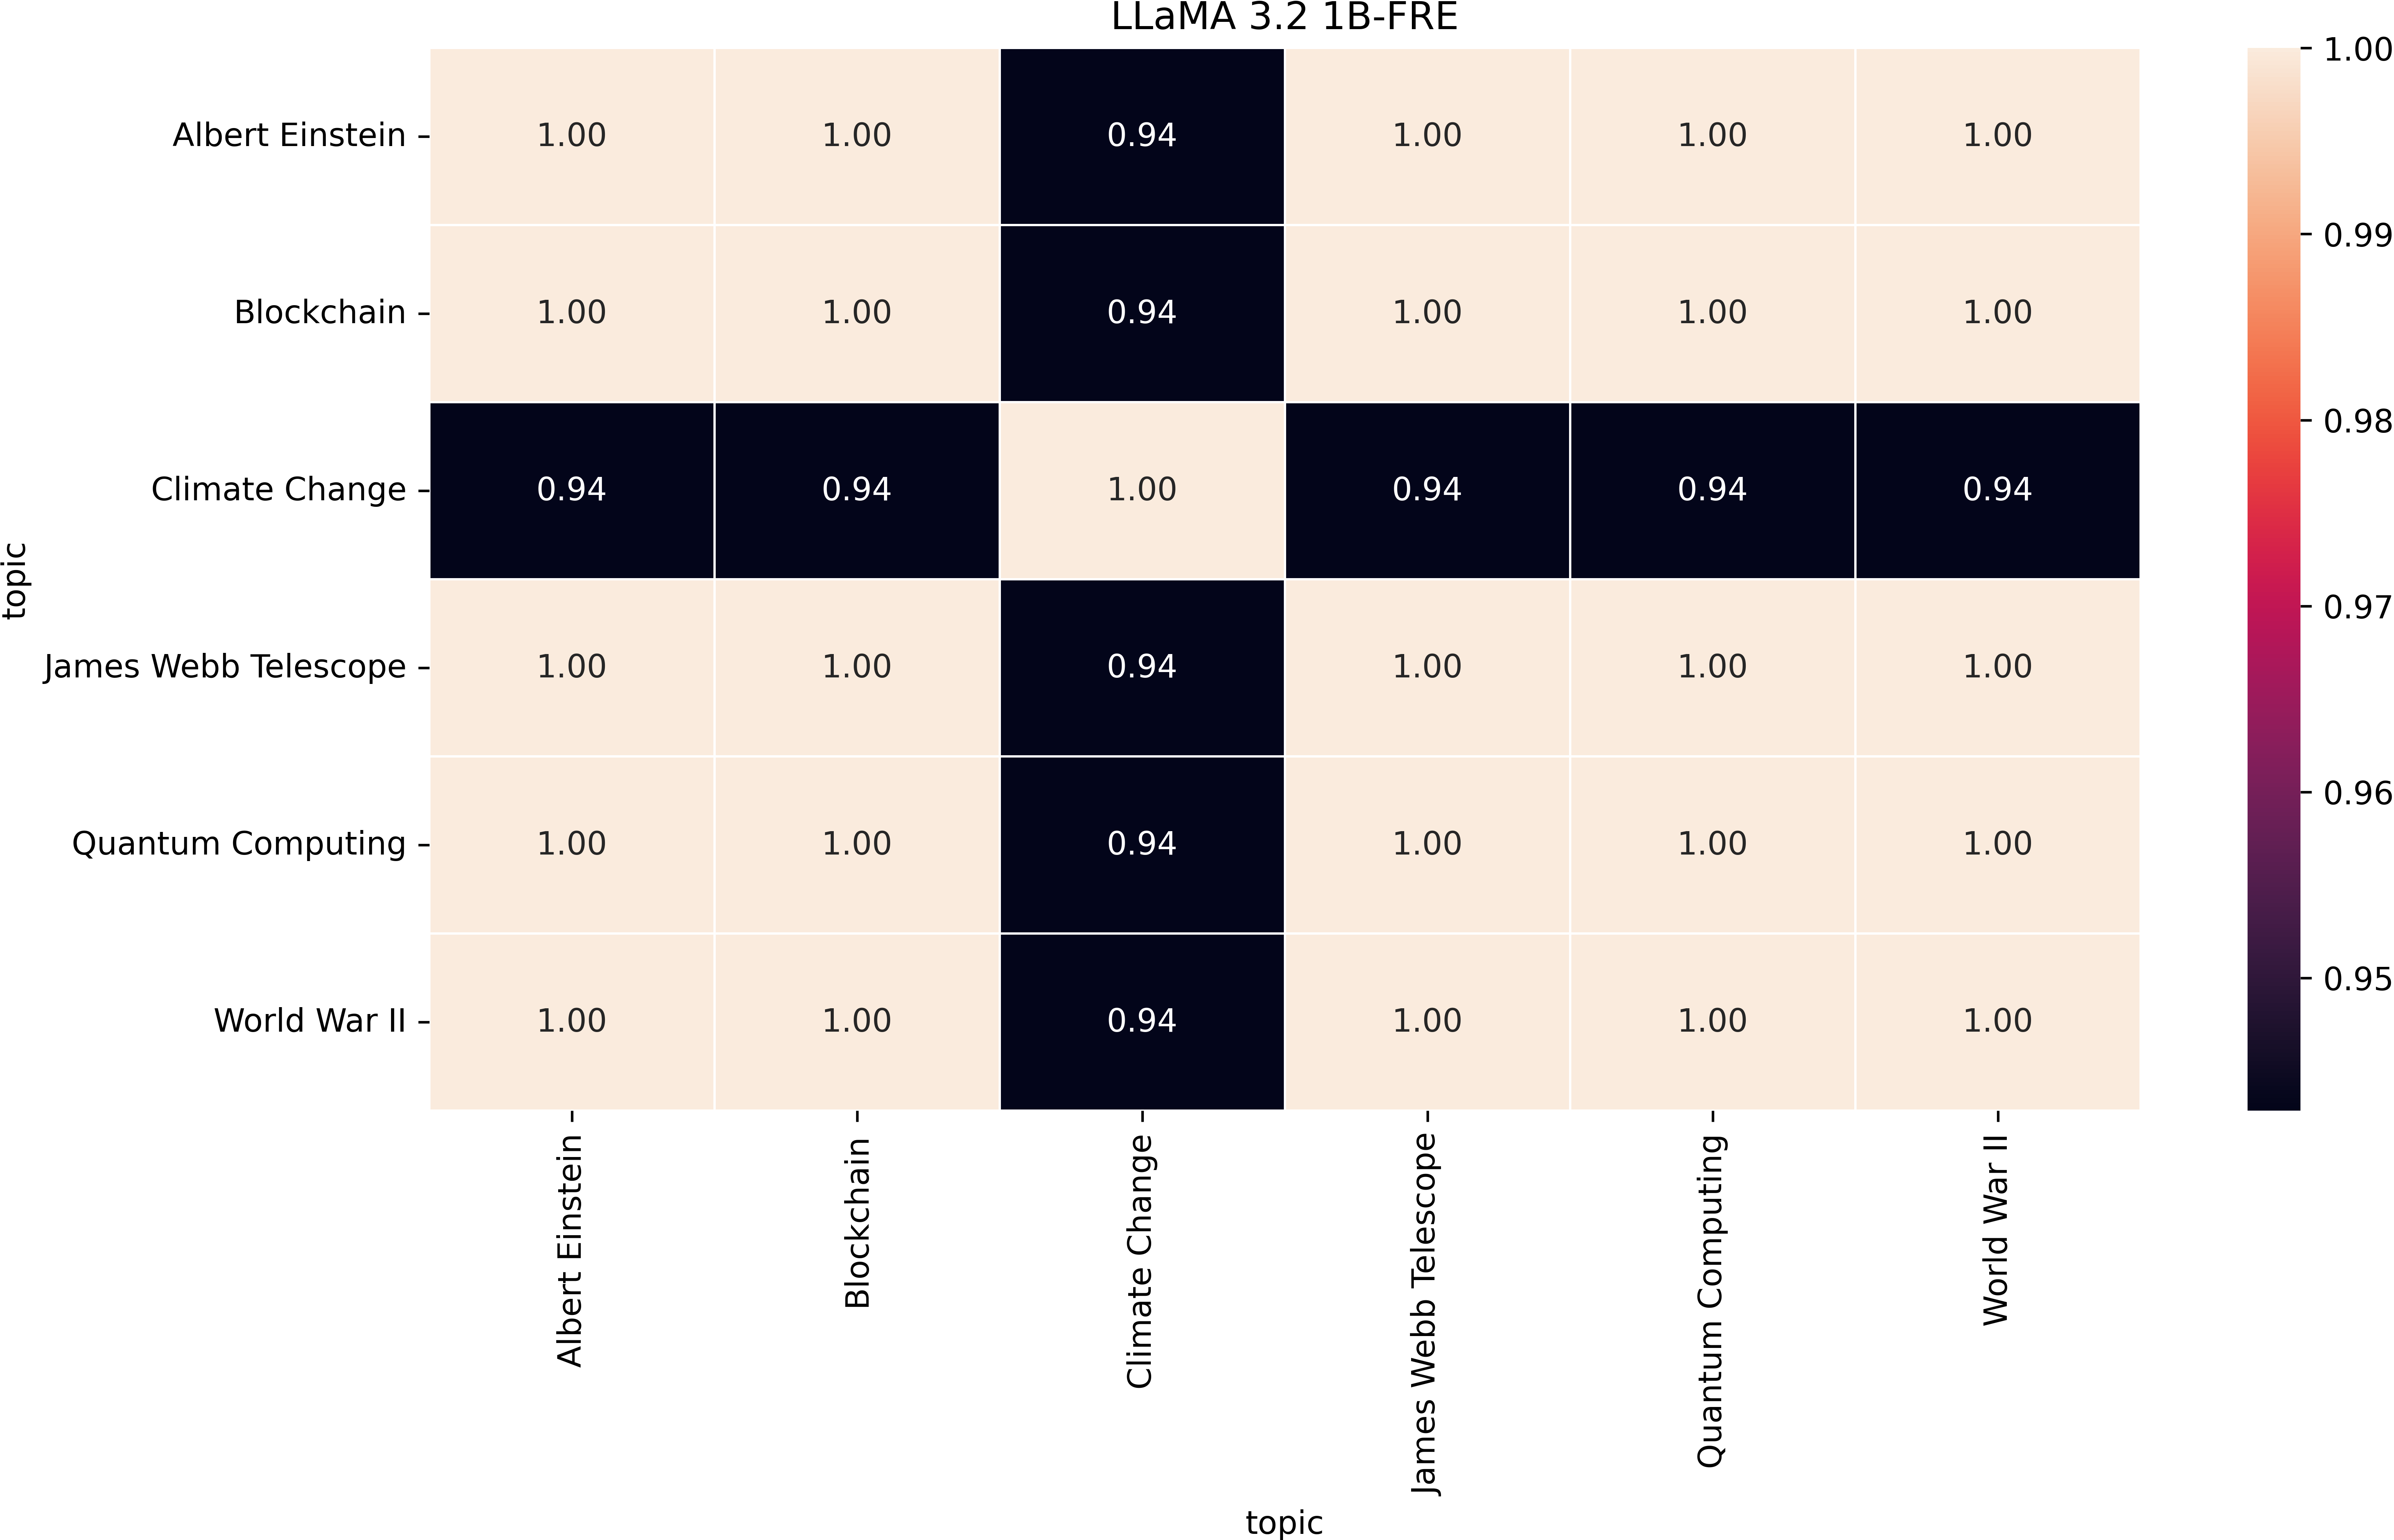 LLaMA 3.2 1B-FRE
Albert Einstein 1.00 1.00 0.94 1.00 1.00 1.00
Blockchain 1.00 1.00 0.94 1.00 1.00 1.00
Climate Change 0.94 0.94 1.00 0.94 0.94 0.94
James Webb Telescope 1.00 1.00 0.94 1.00 1.00 1.00
Quantum Computing 1.00 1.00 0.94 1.00 1.00 1.00
World War II 1.00 1.00 0.94 1.00 1.00 1.00
topic
Albert Einstein
Blockchain
Climate Change
James Webb Telescope
Quantum Computing
World War II
topic
1.00
0.99
0.98
0.97
0.96
0.95